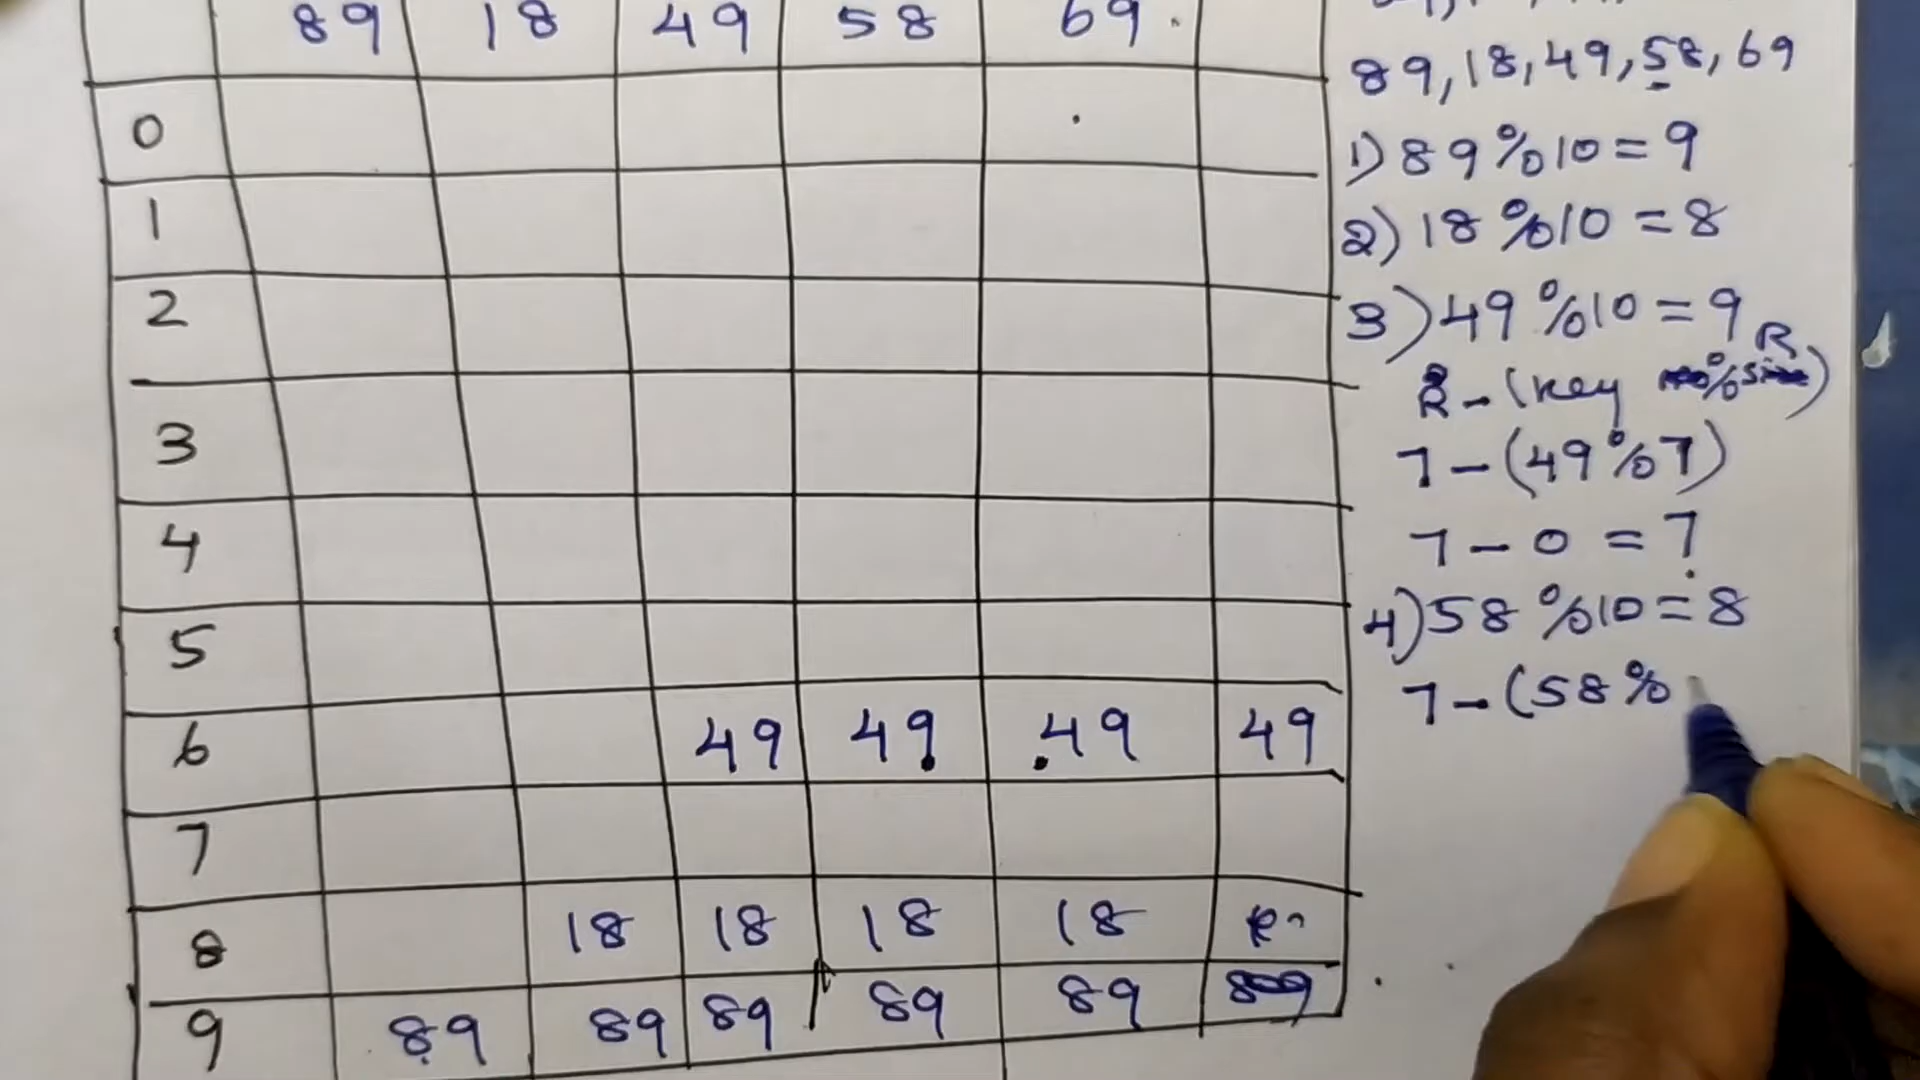 89 18 49 58 69
0
1
2
3
4
5
6 49 49 49 49
7
8 18 18 18
9 89 89 89 89 89
89, 18, 49, 58, 69
1) 89 % 10 = 9
2) 18 % 10 = 8
3) 49 % 10 = 9
R - (key % R)
7 - (49 % 7)
7 - 0 = 7
4) 58 % 10 = 8
7 - (58 %